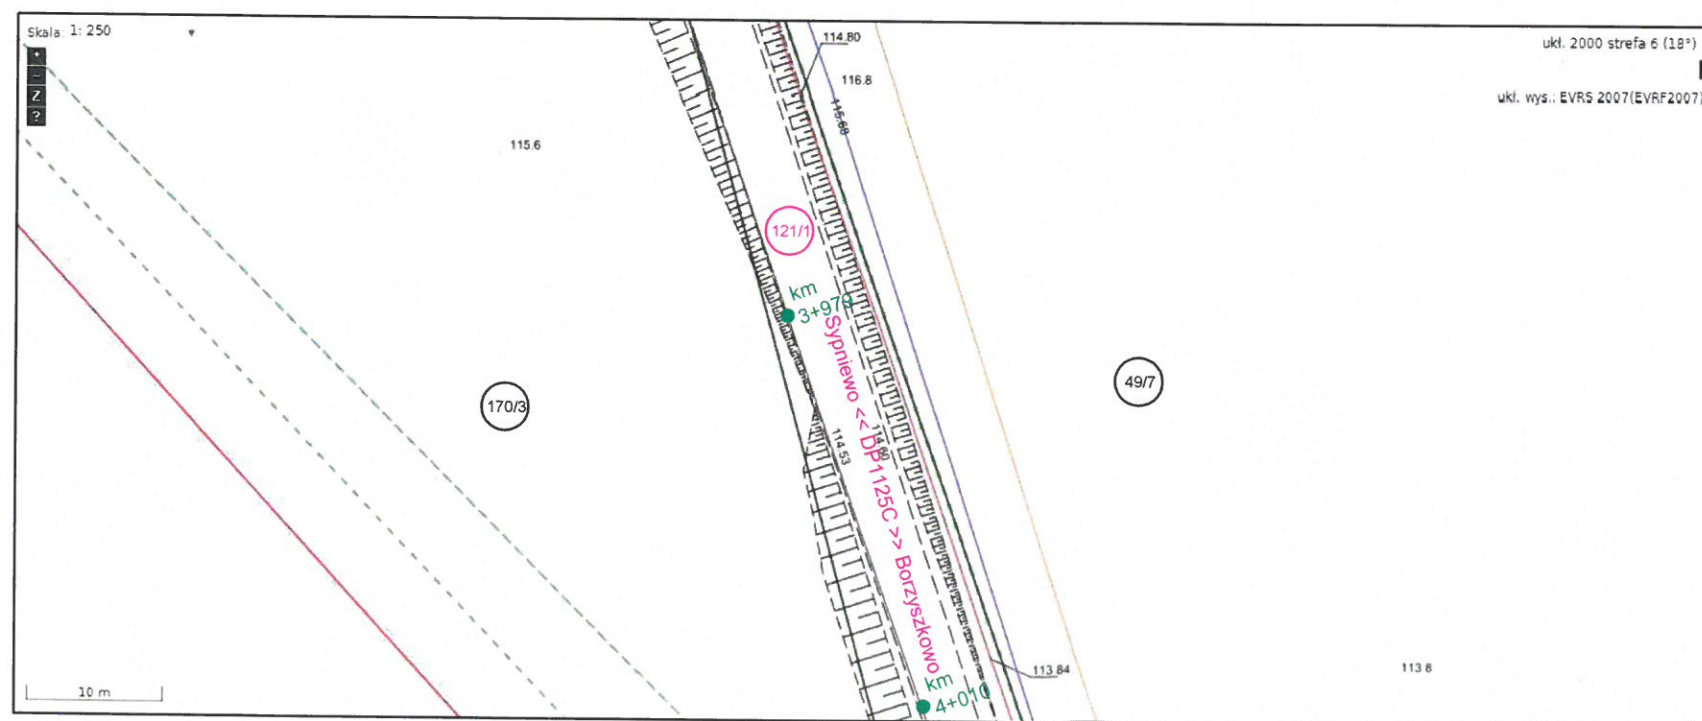 Skala: 1: 250
ukł. 2000 strefa 6 (18°)
ukł. wys.: EVRS 2007(EVRF2007)
+
−
Z
?
114.80
116.8
115.68
115.6
121/1
km
3+979
Sypniewo << DP1125C >> Borzyszkowo
49/7
170/3
114.53
113.84
113.8
km
4+010
10 m